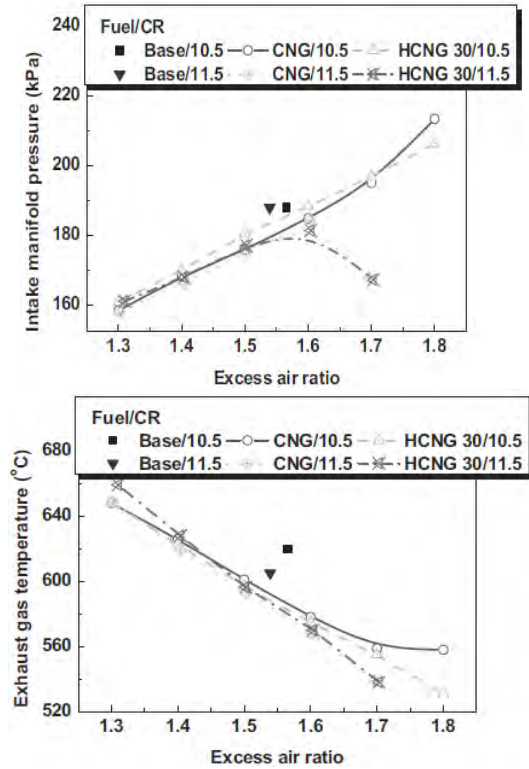 240
Fuel/CR
Base/10.5 CNG/10.5 HCNG 30/10.5
Base/11.5 CNG/11.5 HCNG 30/11.5
220
200
180
160
Intake manifold pressure (kPa)
1.3 1.4 1.5 1.6 1.7 1.8
Excess air ratio
Fuel/CR
680
Base/10.5 CNG/10.5 HCNG 30/10.5
Base/11.5 CNG/11.5 HCNG 30/11.5
640
600
560
520
Exhaust gas temperature (°C)
1.3 1.4 1.5 1.6 1.7 1.8
Excess air ratio